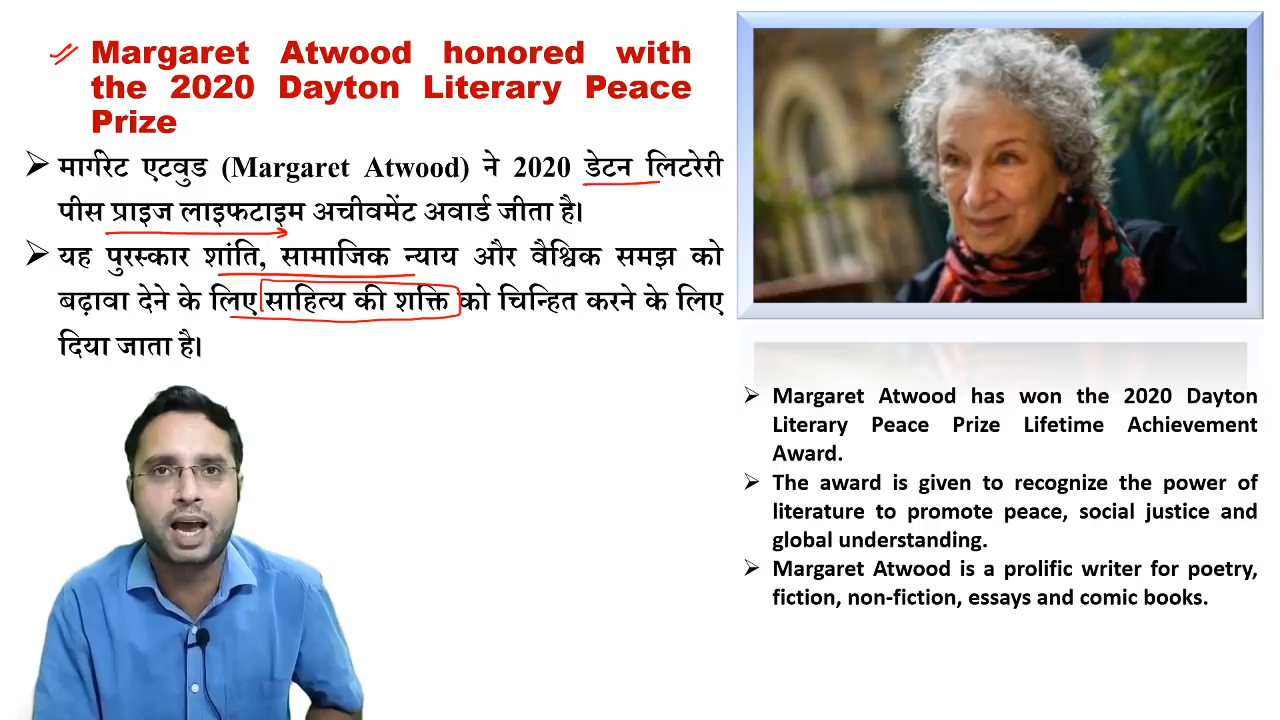 Margaret Atwood honored with
the 2020 Dayton Literary Peace
Prize
➢ मार्गरेट एटवुड (Margaret Atwood) ने 2020 डेटन लिटरेरी
पीस प्राइज लाइफटाइम अचीवमेंट अवार्ड जीता है।
➢ यह पुरस्कार शांति, सामाजिक न्याय और वैश्विक समझ को
बढ़ावा देने के लिए साहित्य की शक्ति को चिन्हित करने के लिए
दिया जाता है।
➢ Margaret Atwood has won the 2020 Dayton
Literary Peace Prize Lifetime Achievement
Award.
➢ The award is given to recognize the power of
literature to promote peace, social justice and
global understanding.
➢ Margaret Atwood is a prolific writer for poetry,
fiction, non-fiction, essays and comic books.